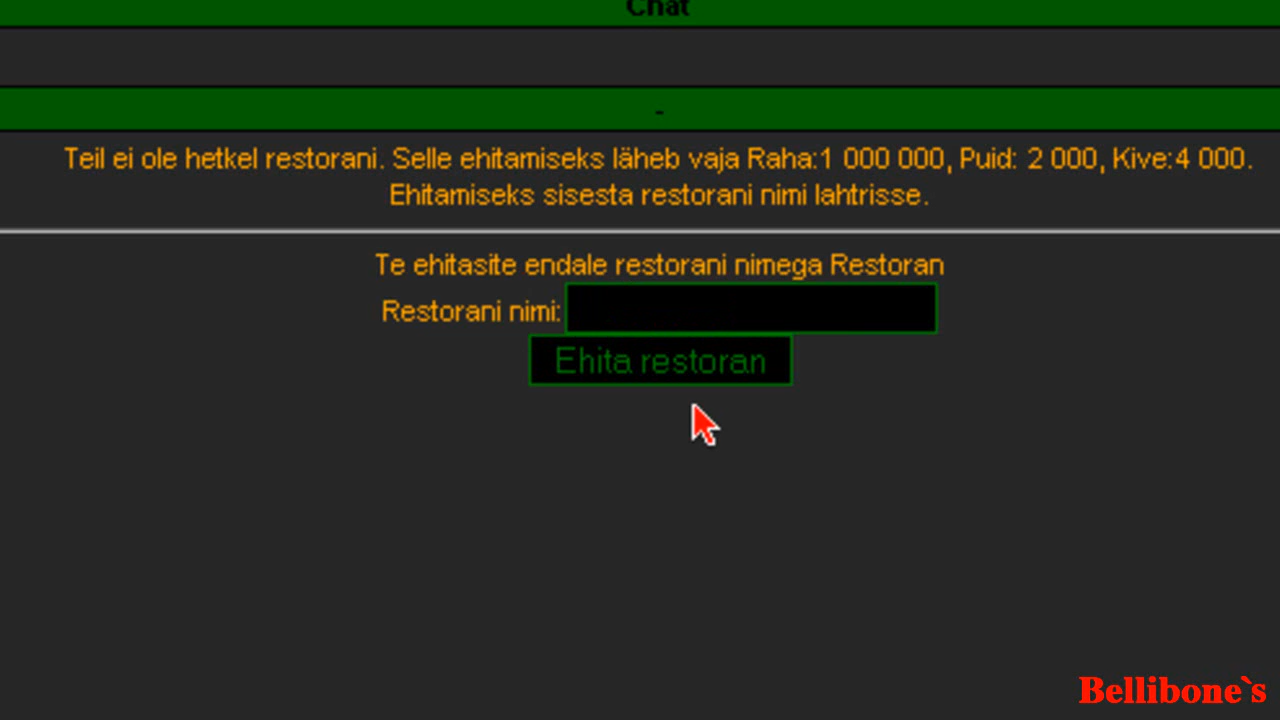 Chat
-
Teil ei ole hetkel restorani. Selle ehitamiseks läheb vaja Raha:1 000 000, Puid: 2 000, Kive:4 000.
Ehitamiseks sisesta restorani nimi lahtrisse.
Te ehitasite endale restorani nimega Restoran
Restorani nimi:
Ehita restoran
Bellibone`s